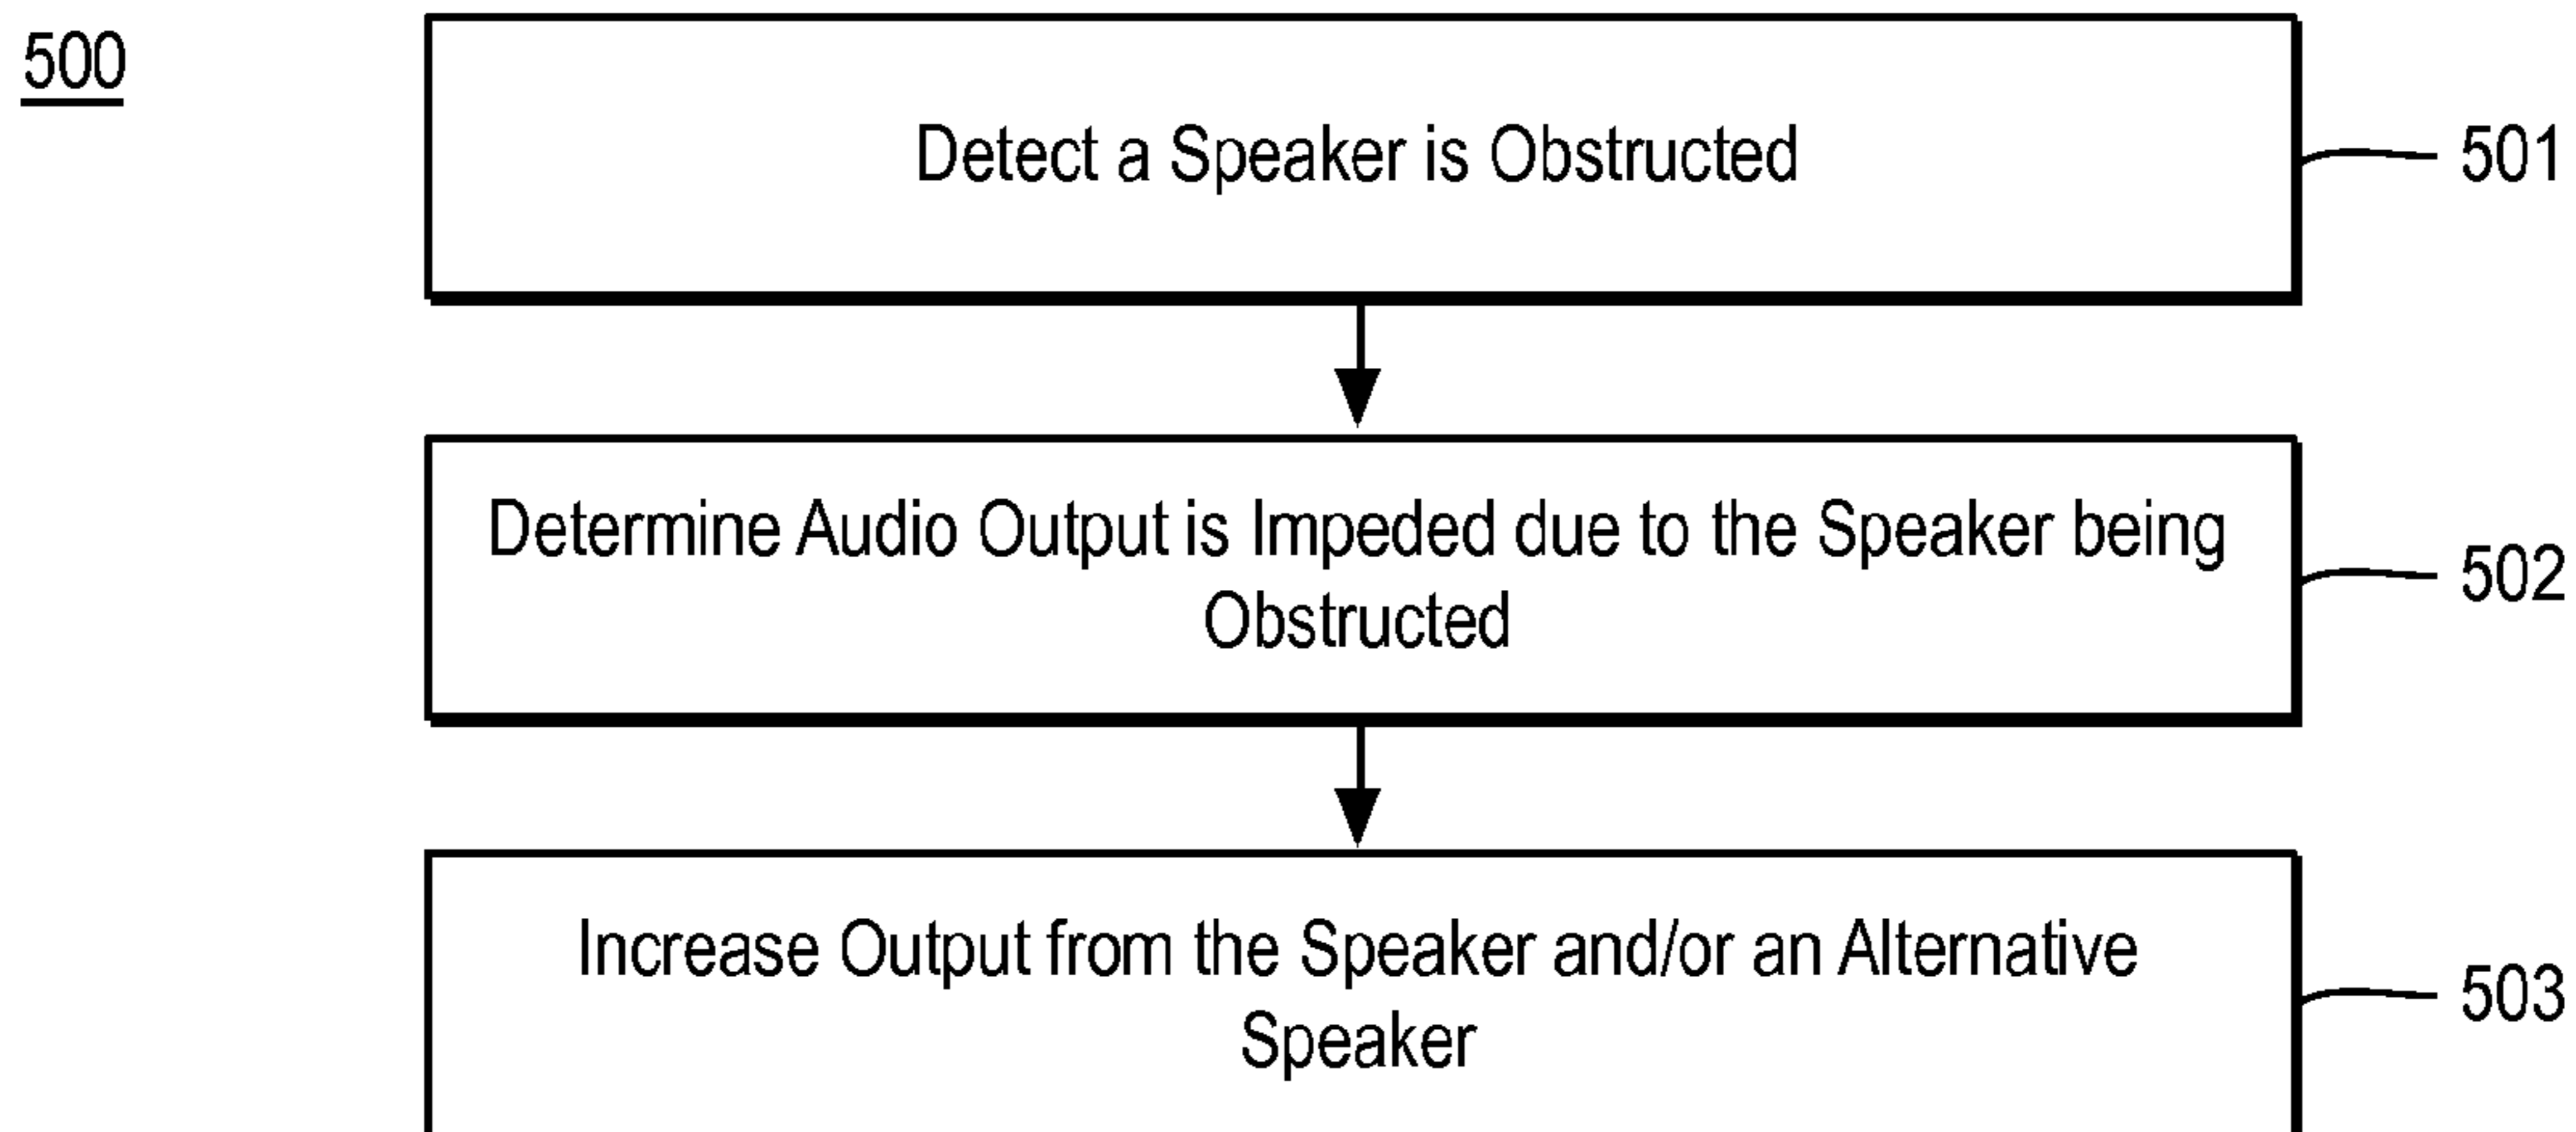 500
Detect a Speaker is Obstructed
501
Determine Audio Output is Impeded due to the Speaker being
Obstructed
502
Increase Output from the Speaker and/or an Alternative
Speaker
503